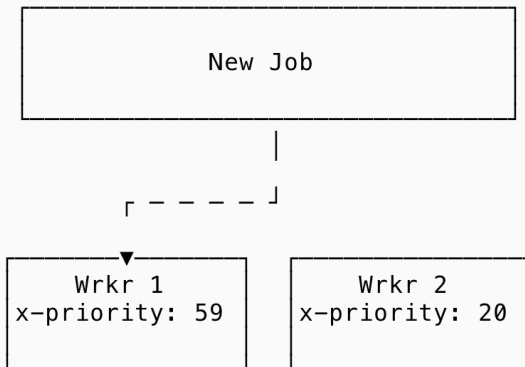 New Job
Wrkr 1
x-priority: 59
Wrkr 2
x-priority: 20